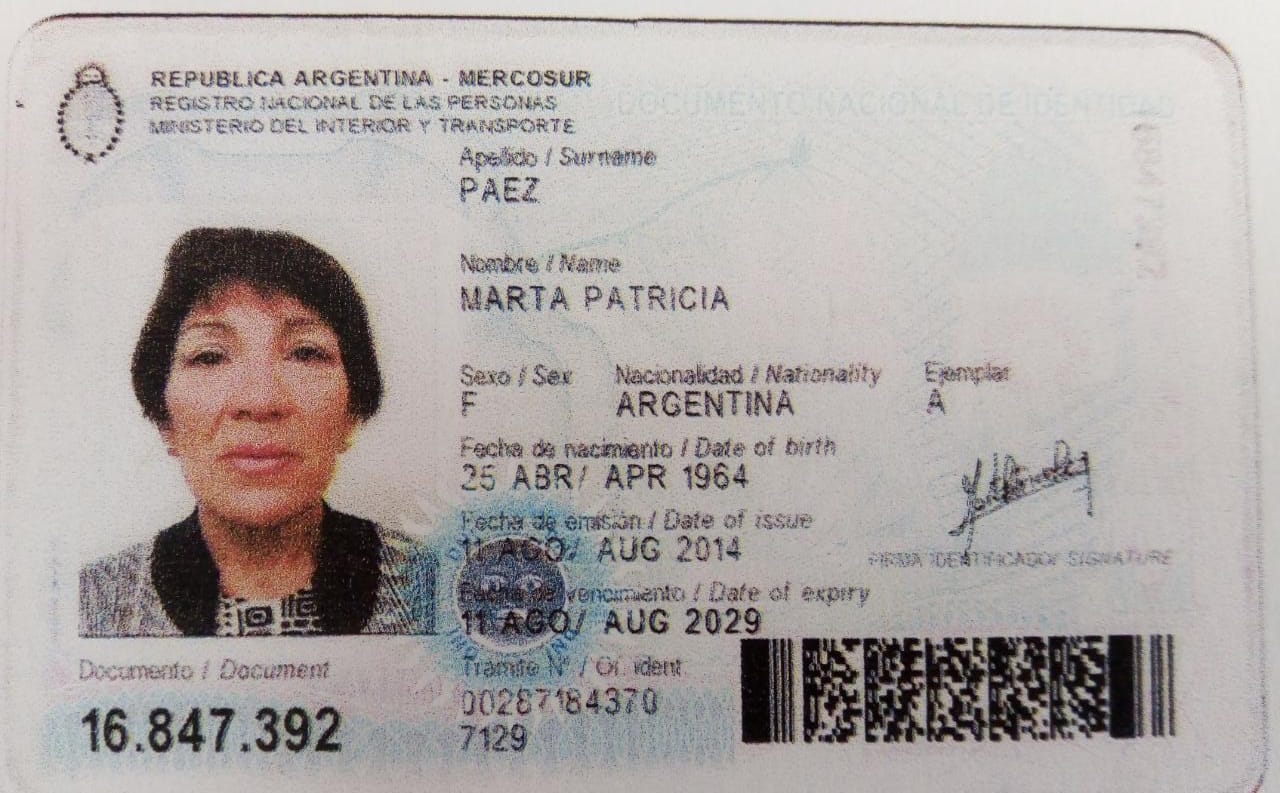 REPUBLICA ARGENTINA - MERCOSUR
REGISTRO NACIONAL DE LAS PERSONAS
MINISTERIO DEL INTERIOR Y TRANSPORTE
DOCUMENTO NACIONAL DE IDENTIDAD
Apellido / Surname
PAEZ
Nombre / Name
MARTA PATRICIA
Sexo / Sex Nacionalidad / Nationality Ejemplar
F ARGENTINA A
Fecha de nacimiento / Date of birth
25 ABR/ APR 1964
Fecha de emisión / Date of issue
11 AGO/ AUG 2014
FIRMA IDENTIFICADO/ SIGNATURE
Fecha de vencimiento / Date of expiry
11 AGO/ AUG 2029
Documento / Document
16.847.392
Trámite N° / Of. ident.
00287184370
7129